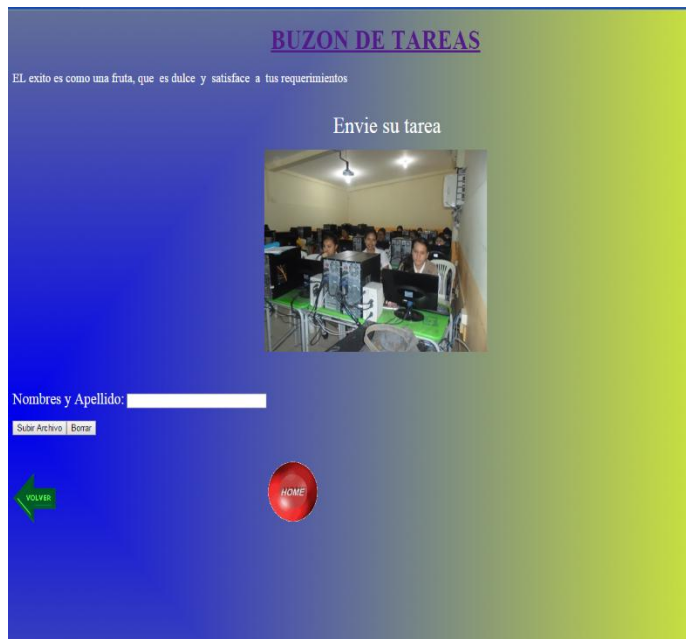 BUZON DE TAREAS
EL exito es como una fruta, que es dulce y satisface a tus requerimientos
Envie su tarea
Nombres y Apellido:
Subir Archivo Borrar
VOLVER HOME